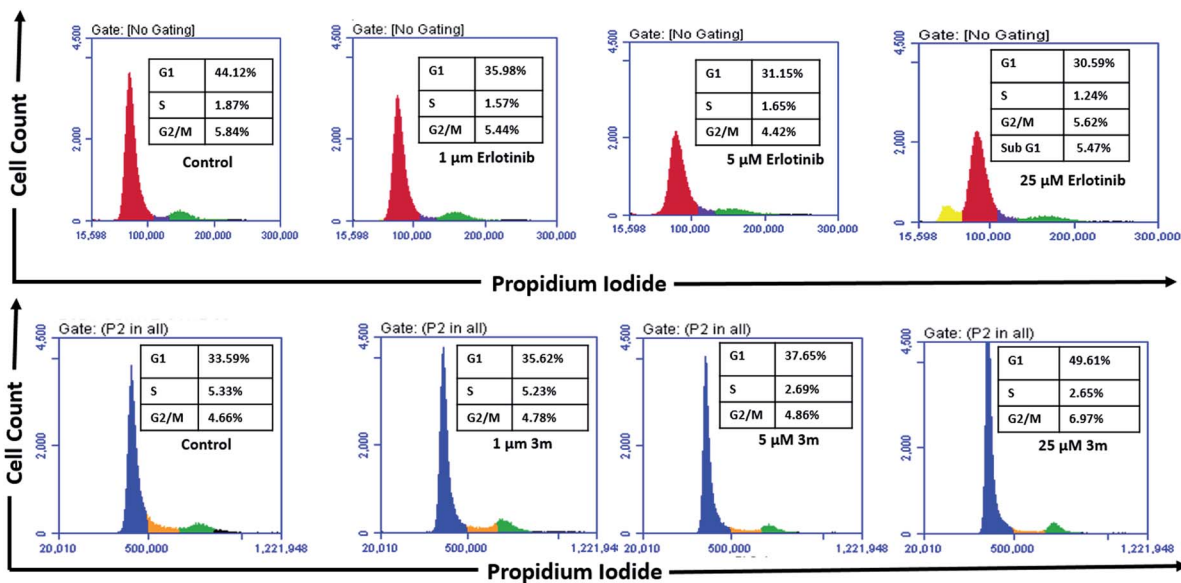 Gate: [No Gating]
4,500
2,000
0
G1 44.12%
S 1.87%
G2/M 5.84%
Control
15,598 100,000 200,000 300,000
Gate: [No Gating]
4,500
2,000
0
G1 35.98%
S 1.57%
G2/M 5.44%
1 µm Erlotinib
15,598 100,000 200,000 300,000
Gate: [No Gating]
4,500
2,000
0
G1 31.15%
S 1.65%
G2/M 4.42%
5 µM Erlotinib
15,598 100,000 200,000 300,000
Gate: [No Gating]
4,500
2,000
0
G1 30.59%
S 1.24%
G2/M 5.62%
Sub G1 5.47%
25 µM Erlotinib
15,598 100,000 200,000 300,000
Cell Count
Propidium Iodide
Gate: (P2 in all)
4,500
2,000
0
G1 33.59%
S 5.33%
G2/M 4.66%
Control
20,010 500,000 1,221,948
Gate: (P2 in all)
4,500
2,000
0
G1 35.62%
S 5.23%
G2/M 4.78%
1 µm 3m
20,010 600,000 1,221,948
Gate: (P2 in all)
4,500
2,000
0
G1 37.65%
S 2.69%
G2/M 4.86%
5 µM 3m
20,010 600,000 1,221,948
Gate: (P2 in all)
4,500
2,000
0
G1 49.61%
S 2.65%
G2/M 6.97%
25 µM 3m
20,010 600,000 1,221,948
Cell Count
Propidium Iodide